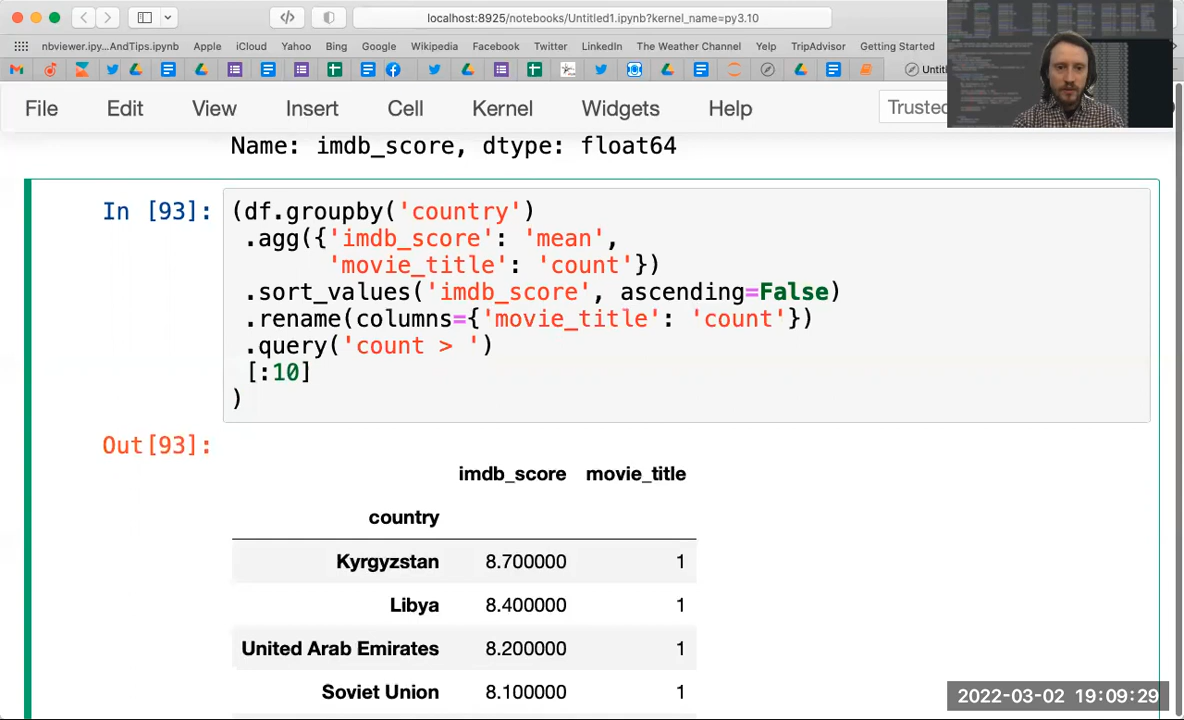 localhost:8925/notebooks/Untitled1.ipynb?kernel_name=py3.10
nbviewer.ipy...AndTips.ipynb Apple iCloud Yahoo Bing Google Wikipedia Facebook Twitter LinkedIn The Weather Channel Yelp TripAdvisor Getting Started
Untit
File Edit View Insert Cell Kernel Widgets Help Trusted
Name: imdb_score, dtype: float64
In [93]: (df.groupby('country')
.agg({'imdb_score': 'mean',
'movie_title': 'count'})
.sort_values('imdb_score', ascending=False)
.rename(columns={'movie_title': 'count'})
.query('count > ')
[:10]
)
Out[93]:
imdb_score movie_title
country
Kyrgyzstan 8.700000 1
Libya 8.400000 1
United Arab Emirates 8.200000 1
Soviet Union 8.100000 1
2022-03-02 19:09:29